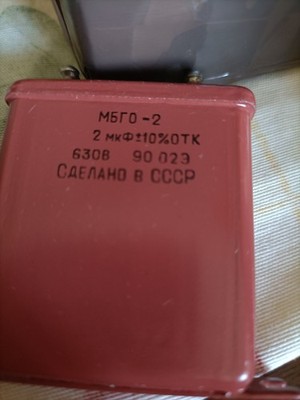 МБГО-2
2 мкФ±10%ОТК
630В 90 02Э
СДЕЛАНО В СССР